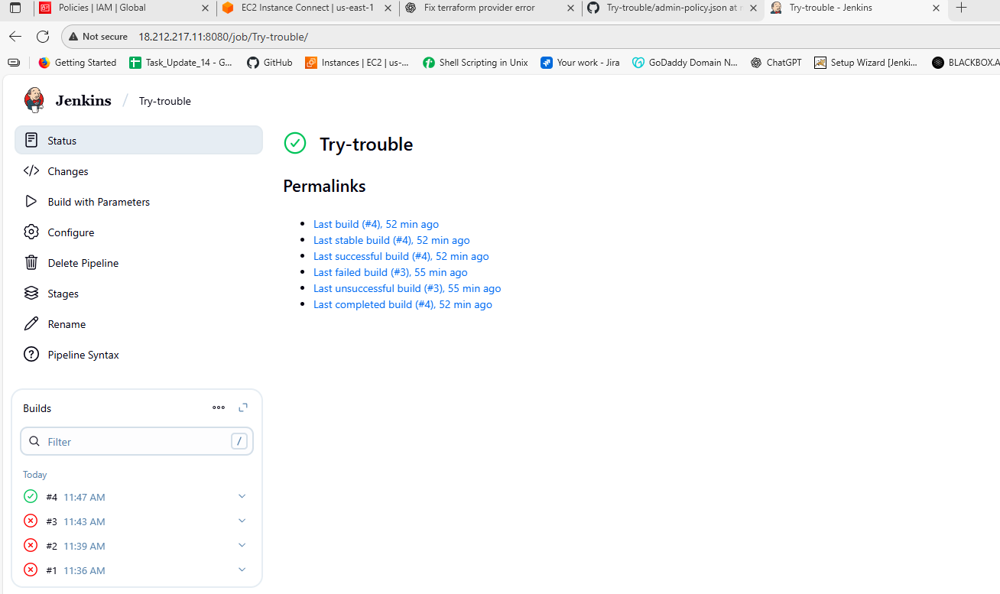 Policies | IAM | Global
EC2 Instance Connect | us-east-1
Fix terraform provider error
Try-trouble/admin-policy.json at
Try-trouble - Jenkins
Not secure
18.212.217.11:8080/job/Try-trouble/
Getting Started
Task_Update_14 - G...
GitHub
Instances | EC2 | us-...
Shell Scripting in Unix
Your work - Jira
GoDaddy Domain N...
ChatGPT
Setup Wizard [Jenki...
BLACKBOX.A
Jenkins / Try-trouble
Status
Changes
Build with Parameters
Configure
Delete Pipeline
Stages
Rename
Pipeline Syntax
Builds
Filter
/
Today
#4 11:47 AM
#3 11:43 AM
#2 11:39 AM
#1 11:36 AM
Try-trouble
Permalinks
Last build (#4), 52 min ago
Last stable build (#4), 52 min ago
Last successful build (#4), 52 min ago
Last failed build (#3), 55 min ago
Last unsuccessful build (#3), 55 min ago
Last completed build (#4), 52 min ago